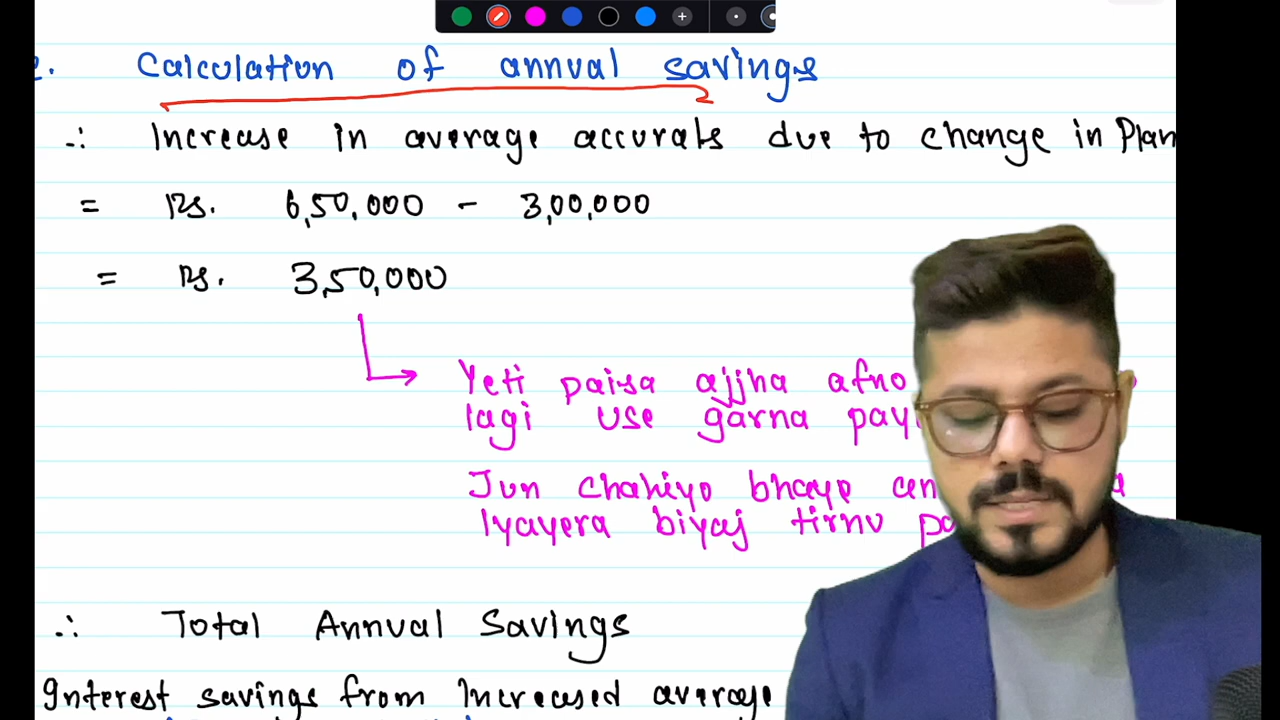 Calculation of annual savings
∴ Increase in average accurals due to change in Plan
= Rs. 6,50,000 - 3,00,000
= Rs. 3,50,000
Yeti paisa ajjha afno
lagi use garna
Jun chahiyo bhaye
lyayera biyaj tirnu
∴ Total Annual Savings
Interest savings from Increased average